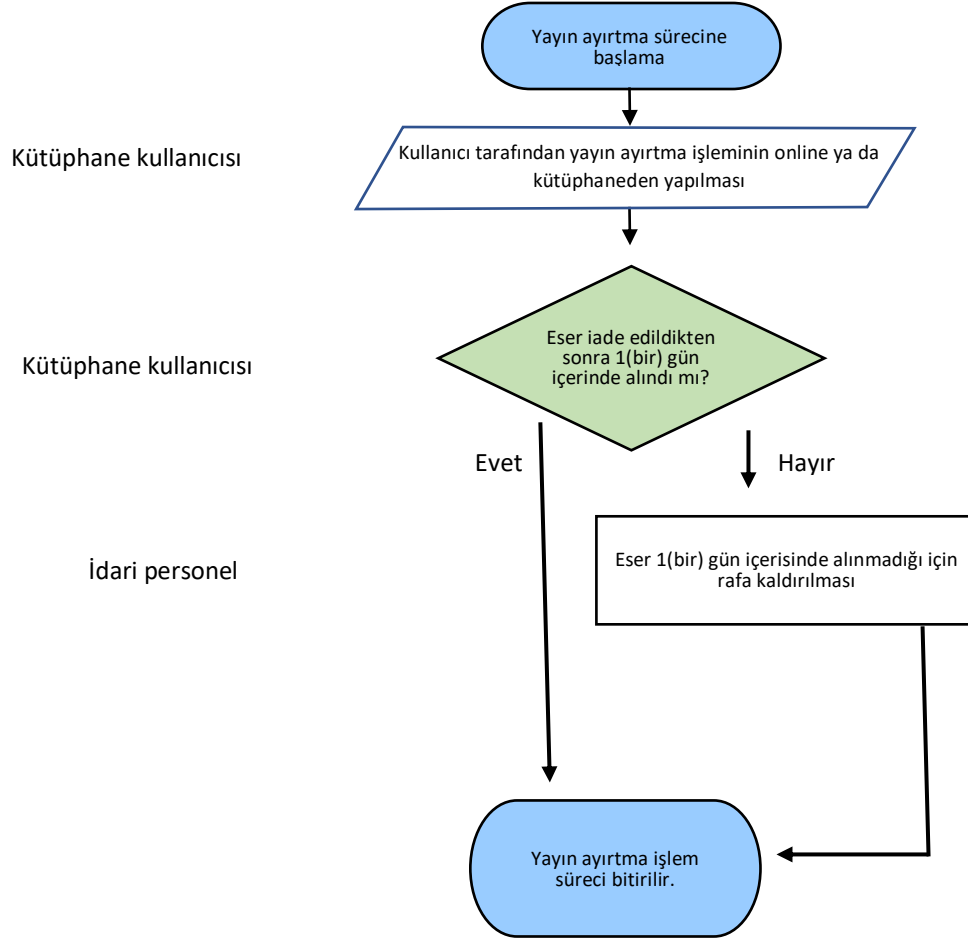 Yayın ayırtma sürecine
başlama
Kütüphane kullanıcısı
Kullanıcı tarafından yayın ayırtma işleminin online ya da
kütüphaneden yapılması
Kütüphane kullanıcısı
Eser iade edildikten
sonra 1(bir) gün
içerinde alındı mı?
Evet
Hayır
İdari personel
Eser 1(bir) gün içerisinde alınmadığı için
rafa kaldırılması
Yayın ayırtma işlem
süreci bitirilir.